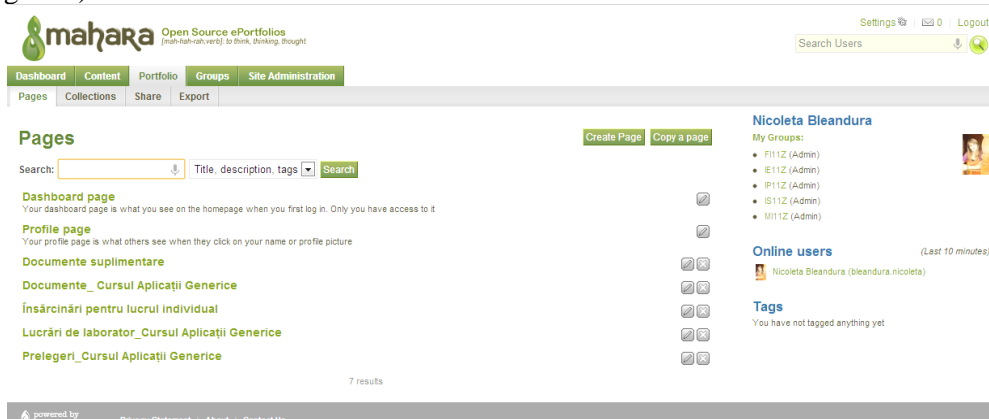 mahara Open Source ePortfolios
[mah-hah-rah,verb]: to think, thinking, thought
Settings 0 Logout
Search Users
Dashboard Content Portfolio Groups Site Administration
Pages Collections Share Export
Pages
Create Page Copy a page
Search: Title, description, tags Search
Dashboard page
Your dashboard page is what you see on the homepage when you first log in. Only you have access to it
Profile page
Your profile page is what others see when they click on your name or profile picture
Documente suplimentare
Documente_ Cursul Aplicații Generice
Însărcinări pentru lucrul individual
Lucrări de laborator_Cursul Aplicații Generice
Prelegeri_Cursul Aplicații Generice
7 results
Nicoleta Bleandura
My Groups:
FI11Z (Admin)
IE11Z (Admin)
IP11Z (Admin)
IS11Z (Admin)
MI11Z (Admin)
Online users (Last 10 minutes)
Nicoleta Bleandura (bleandura.nicoleta)
Tags
You have not tagged anything yet
powered by